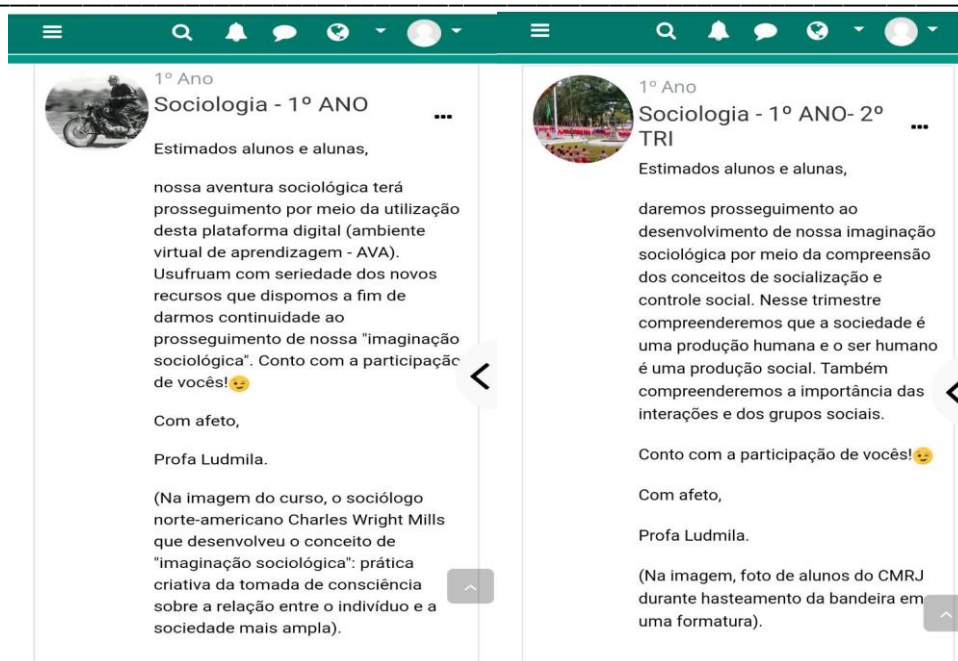 1º Ano
Sociologia - 1º ANO
Estimados alunos e alunas,
nossa aventura sociológica terá
prosseguimento por meio da utilização
desta plataforma digital (ambiente
virtual de aprendizagem - AVA).
Usufruam com seriedade dos novos
recursos que dispomos a fim de
darmos continuidade ao
prosseguimento de nossa "imaginação
sociológica". Conto com a participação
de vocês!😉
Com afeto,
Profa Ludmila.
(Na imagem do curso, o sociólogo
norte-americano Charles Wright Mills
que desenvolveu o conceito de
"imaginação sociológica": prática
criativa da tomada de consciência
sobre a relação entre o indivíduo e a
sociedade mais ampla).
1º Ano
Sociologia - 1º ANO- 2º
TRI
Estimados alunos e alunas,
daremos prosseguimento ao
desenvolvimento de nossa imaginação
sociológica por meio da compreensão
dos conceitos de socialização e
controle social. Nesse trimestre
compreenderemos que a sociedade é
uma produção humana e o ser humano
é uma produção social. Também
compreenderemos a importância das
interações e dos grupos sociais.
Conto com a participação de vocês!😉
Com afeto,
Profa Ludmila.
(Na imagem, foto de alunos do CMRJ
durante hasteamento da bandeira em
uma formatura).